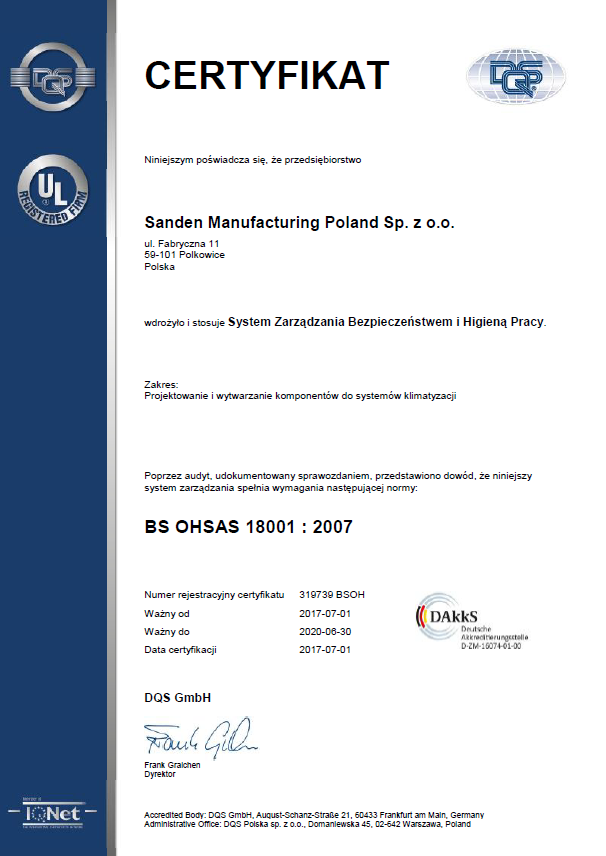 DQS
CERTYFIKAT
DQS
UL
®
REGISTERED FIRM
Niniejszym poświadcza się, że przedsiębiorstwo
Sanden Manufacturing Poland Sp. z o.o.
ul. Fabryczna 11
59-101 Polkowice
Polska
wdrożyło i stosuje System Zarządzania Bezpieczeństwem i Higieną Pracy.
Zakres:
Projektowanie i wytwarzanie komponentów do systemów klimatyzacji
Poprzez audyt, udokumentowany sprawozdaniem, przedstawiono dowód, że niniejszy
system zarządzania spełnia wymagania następującej normy:
BS OHSAS 18001 : 2007
Numer rejestracyjny certyfikatu 319739 BSOH
Ważny od 2017-07-01
Ważny do 2020-06-30
Data certyfikacji 2017-07-01
DAkkS
Deutsche
Akkreditierungsstelle
D-ZM-16074-01-00
DQS GmbH
Frank Graichen
Dyrektor
IQNet
Accredited Body: DQS GmbH, August-Schanz-Straße 21, 60433 Frankfurt am Main, Germany
Administrative Office: DQS Polska sp. z o.o., Domaniewska 45, 02-642 Warszawa, Poland